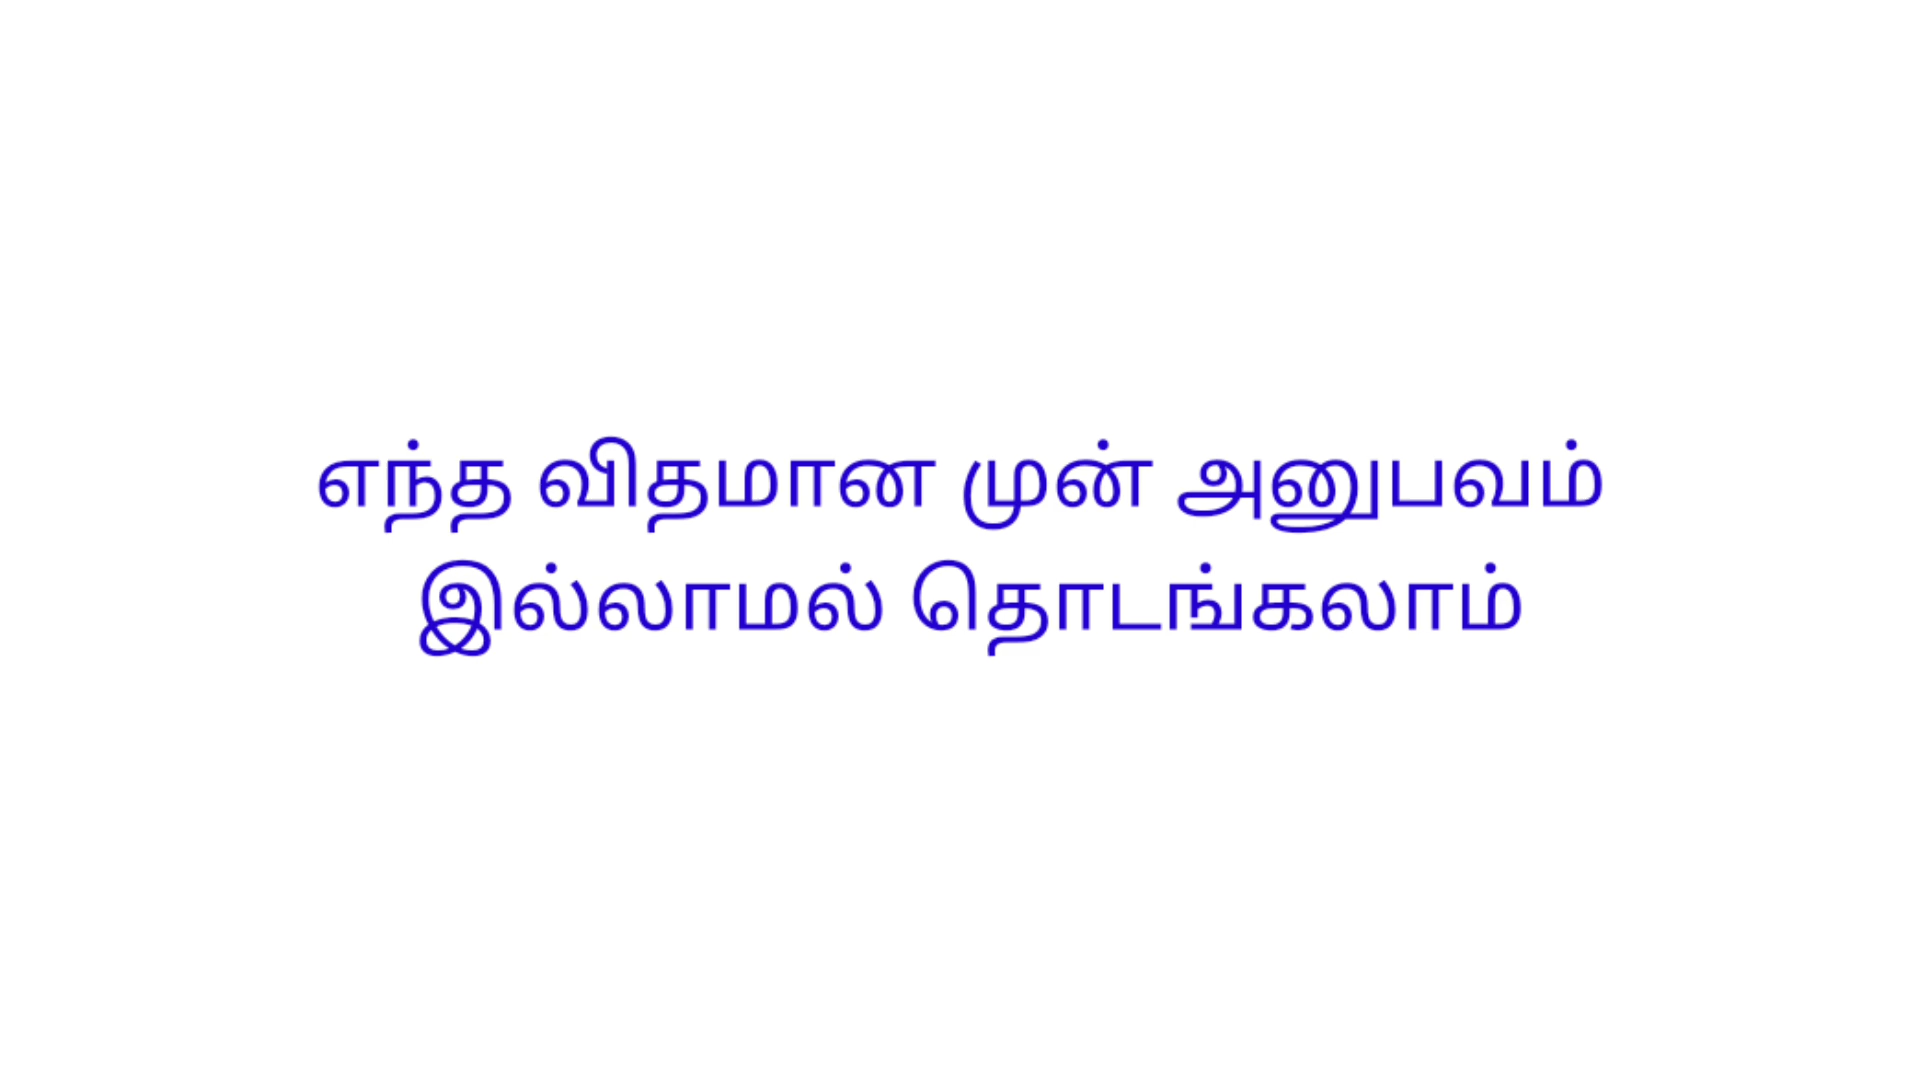 எந்த விதமான முன் அனுபவம்
இல்லாமல் தொடங்கலாம்